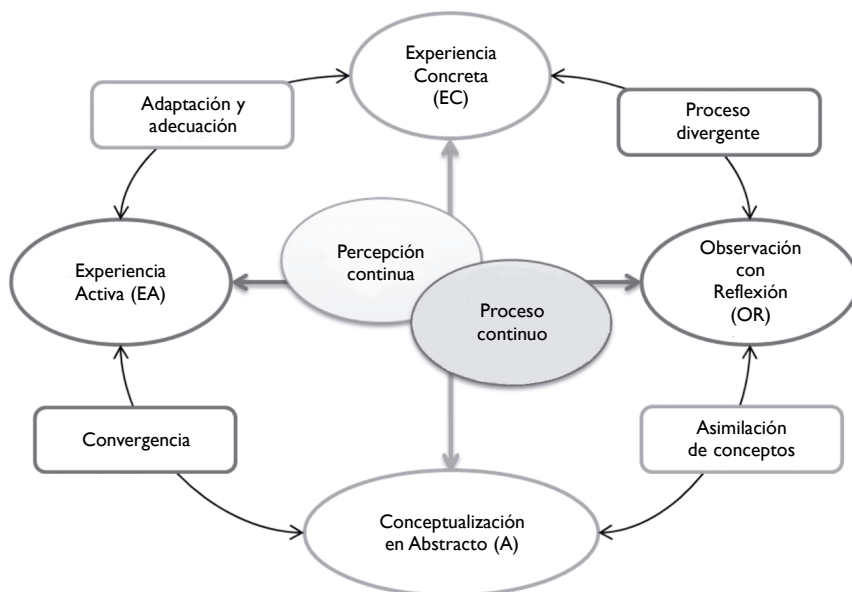 Experiencia
Concreta
(EC)
Adaptación y
adecuación
Proceso
divergente
Percepción
continua
Experiencia
Activa (EA)
Observación
con
Reflexión
(OR)
Proceso
continuo
Convergencia
Asimilación
de conceptos
Conceptualización
en Abstracto (A)